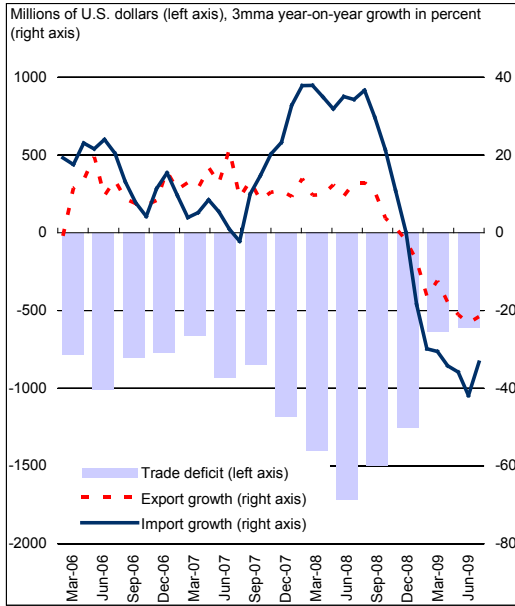 Millions of U.S. dollars (left axis), 3mma year-on-year growth in percent
(right axis)
1000
40
500
20
0
0
-500
-20
-1000
-40
-1500
-60
-2000
-80
Trade deficit (left axis)
Export growth (right axis)
Import growth (right axis)
Mar-06
Jun-06
Sep-06
Dec-06
Mar-07
Jun-07
Sep-07
Dec-07
Mar-08
Jun-08
Sep-08
Dec-08
Mar-09
Jun-09